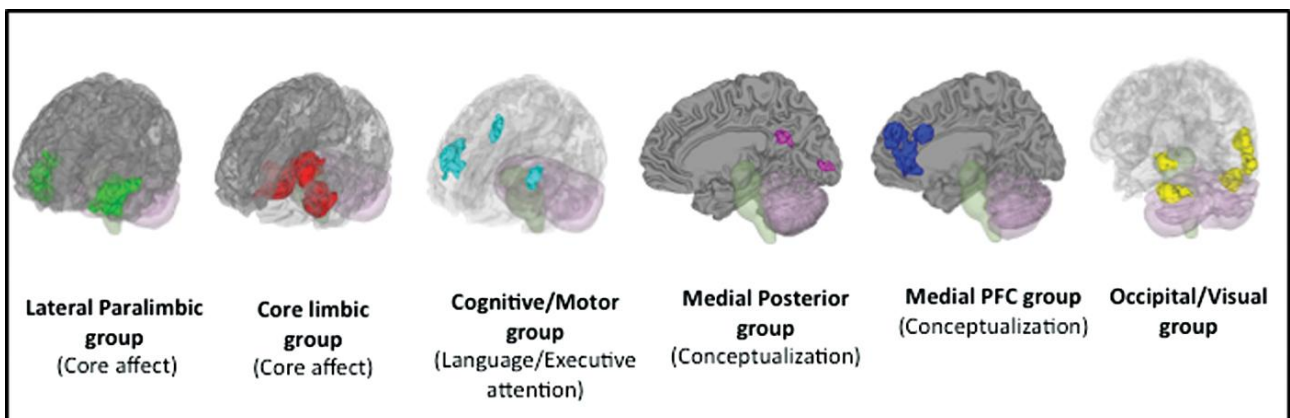 Lateral Paralimbic
group
(Core affect)
Core limbic
group
(Core affect)
Cognitive/Motor
group
(Language/Executive
attention)
Medial Posterior
group
(Conceptualization)
Medial PFC group
(Conceptualization)
Occipital/Visual
group